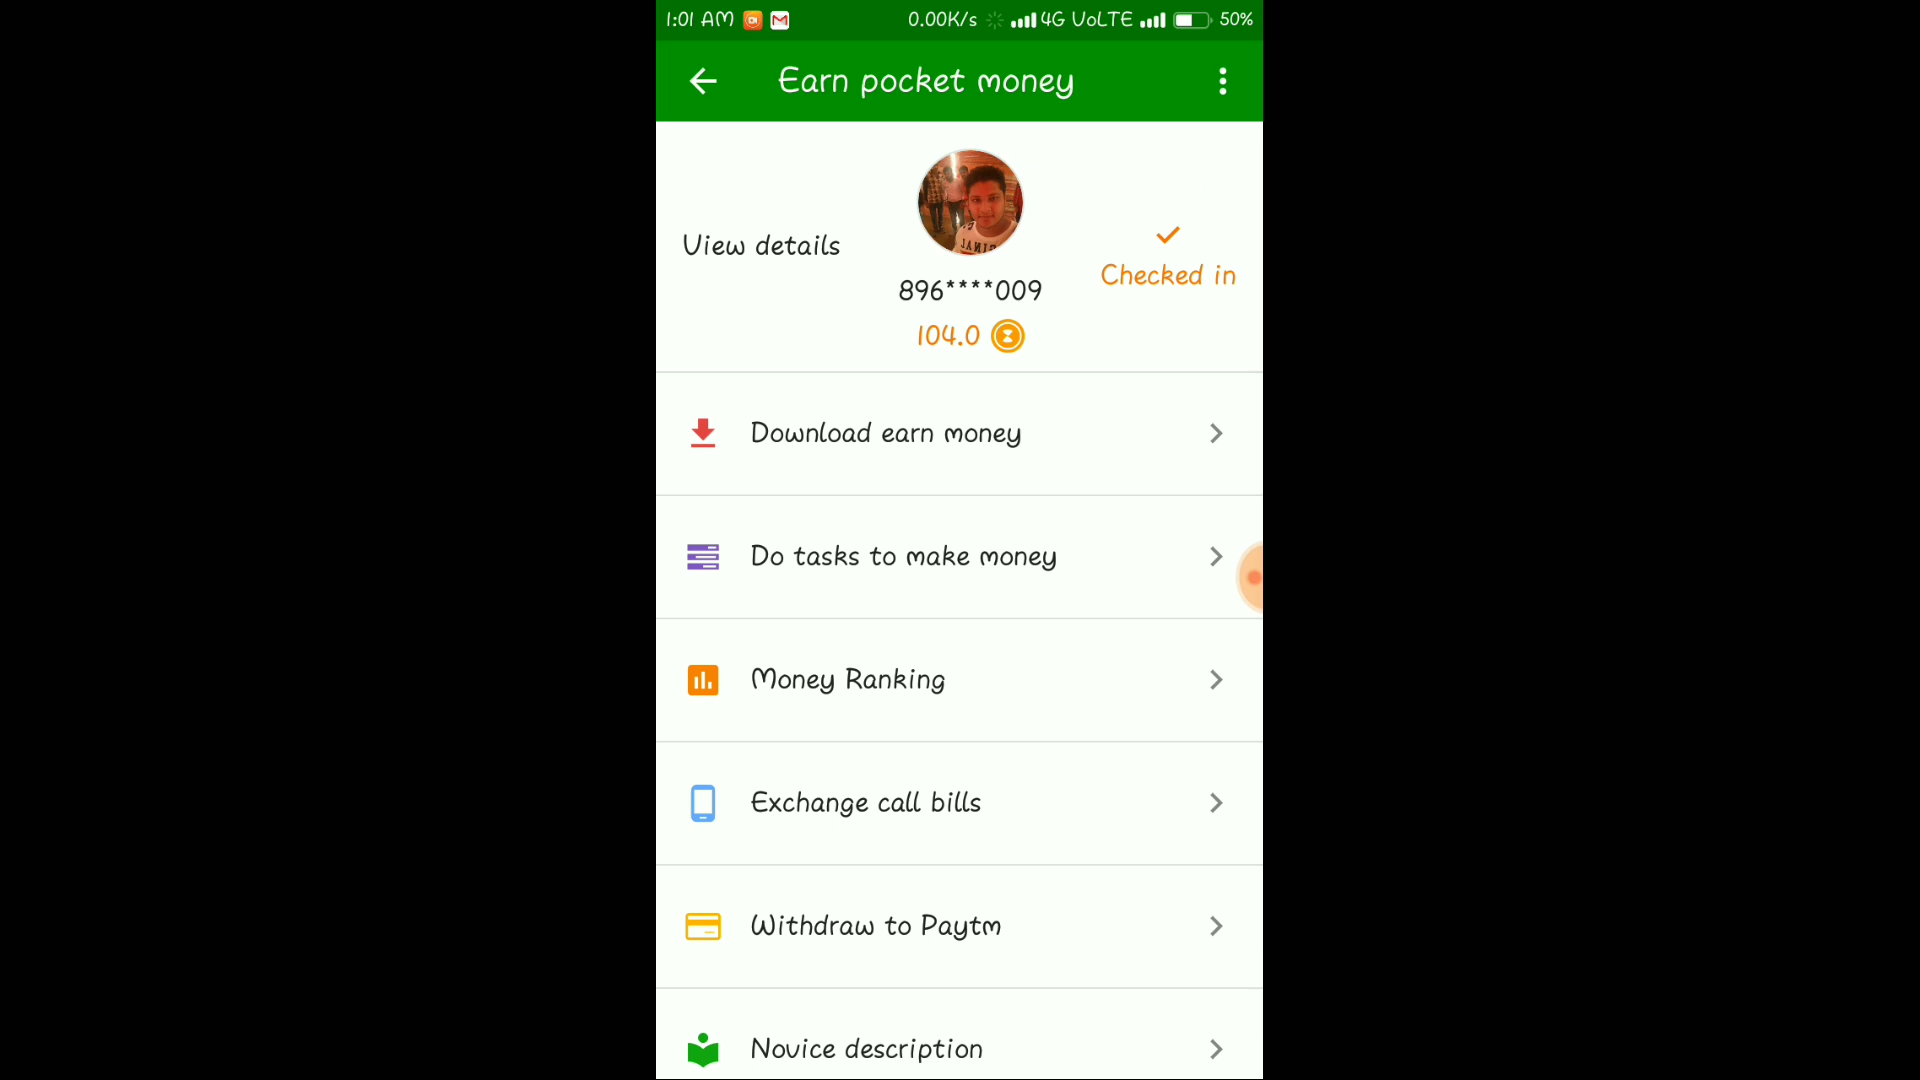 1:01 AM 0.00K/s 4G VoLTE 50%
Earn pocket money
View details
Checked in
896****009
104.0
Download earn money
Do tasks to make money
Money Ranking
Exchange call bills
Withdraw to Paytm
Novice description